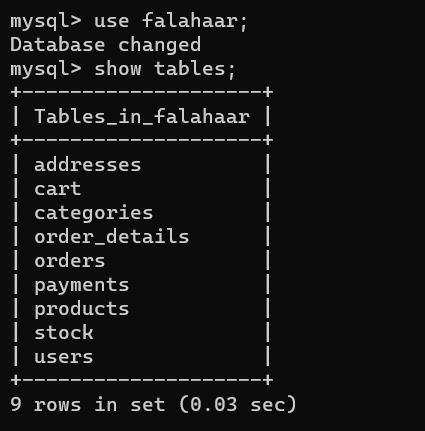 mysql> use falahaar;
Database changed
mysql> show tables;
+--------------------+
| Tables_in_falahaar |
+--------------------+
| addresses          |
| cart               |
| categories         |
| order_details      |
| orders             |
| payments           |
| products           |
| stock              |
| users              |
+--------------------+
9 rows in set (0.03 sec)